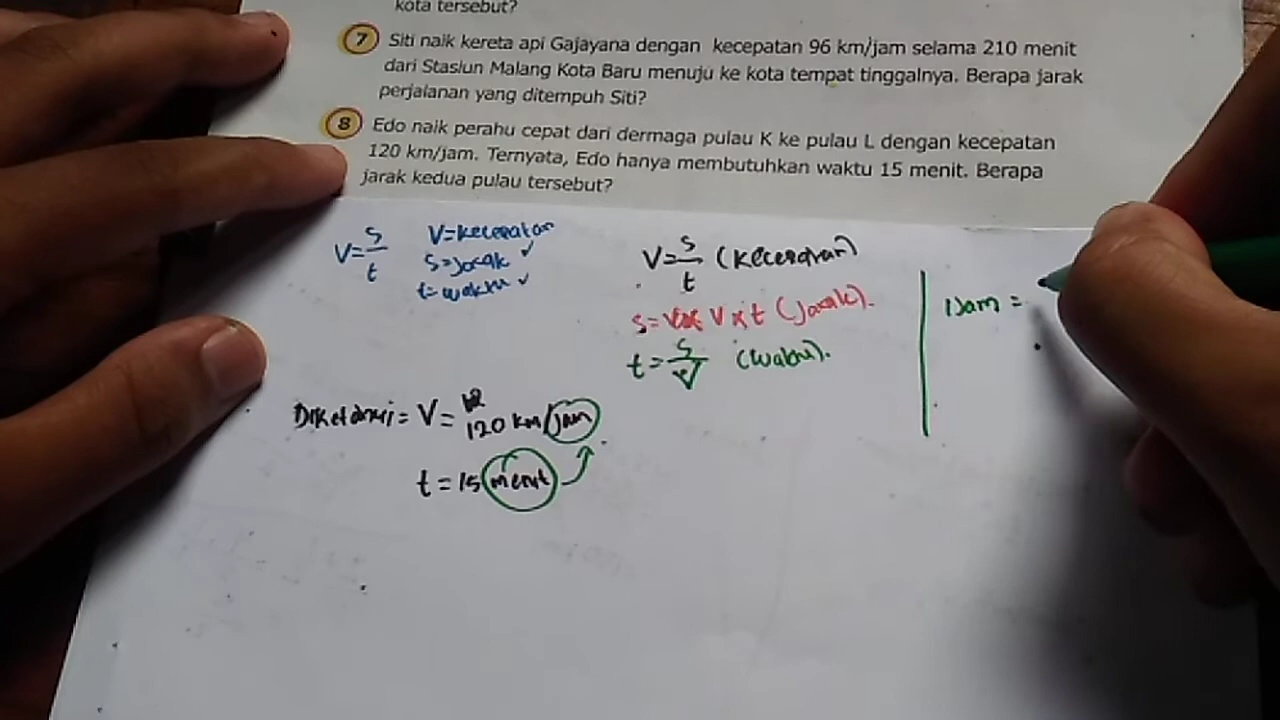 kota tersebut?
7 Siti naik kereta api Gajayana dengan kecepatan 96 km/jam selama 210 menit
dari Stasiun Malang Kota Baru menuju ke kota tempat tinggalnya. Berapa jarak
perjalanan yang ditempuh Siti?
8 Edo naik perahu cepat dari dermaga pulau K ke pulau L dengan kecepatan
120 km/jam. Ternyata, Edo hanya membutuhkan waktu 15 menit. Berapa
jarak kedua pulau tersebut?
V=s/t
V=kecepatan
s=jarak ✓
t=waktu ✓
V=s/t (kecepatan)
s= V x t (jarak).
t=s/v (waktu).
1 jam =
Diketahui= V= 120 km/jam
t=15 menit